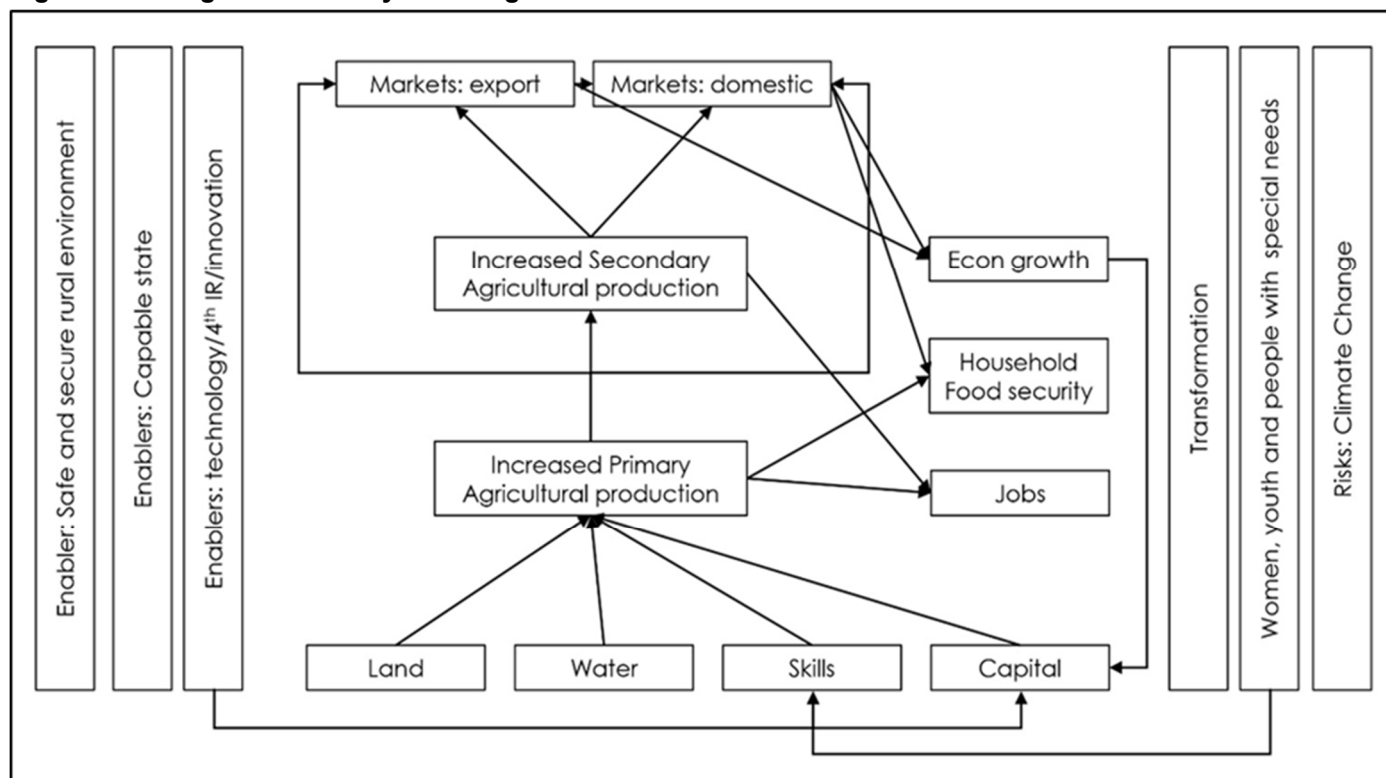 Enabler: Safe and secure rural environment
Enablers: Capable state
Enablers: technology/4th IR/innovation
Markets: export
Markets: domestic
Increased Secondary
Agricultural production
Econ growth
Household
Food security
Increased Primary
Agricultural production
Jobs
Land
Water
Skills
Capital
Transformation
Women, youth and people with special needs
Risks: Climate Change